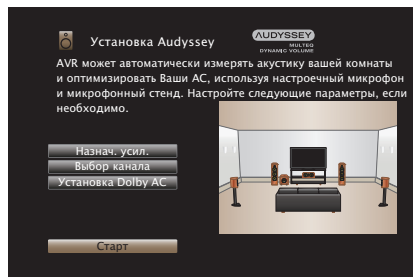 Установка Audyssey
AUDYSSEY
MULTEQ
DYNAMIC VOLUME
AVR может автоматически измерять акустику вашей комнаты
и оптимизировать Ваши АС, используя настроечный микрофон
и микрофонный стенд. Настройте следующие параметры, если
необходимо.
Назнач. усил.
Выбор канала
Установка Dolby АС
Старт